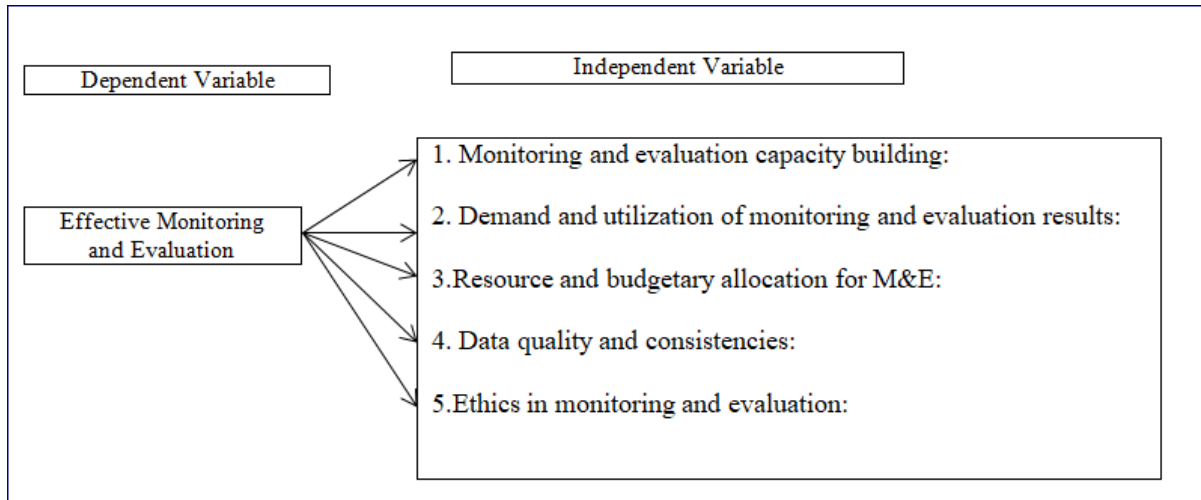 Dependent Variable
Independent Variable
Effective Monitoring
and Evaluation
1. Monitoring and evaluation capacity building:
2. Demand and utilization of monitoring and evaluation results:
3.Resource and budgetary allocation for M&E:
4. Data quality and consistencies:
5.Ethics in monitoring and evaluation: